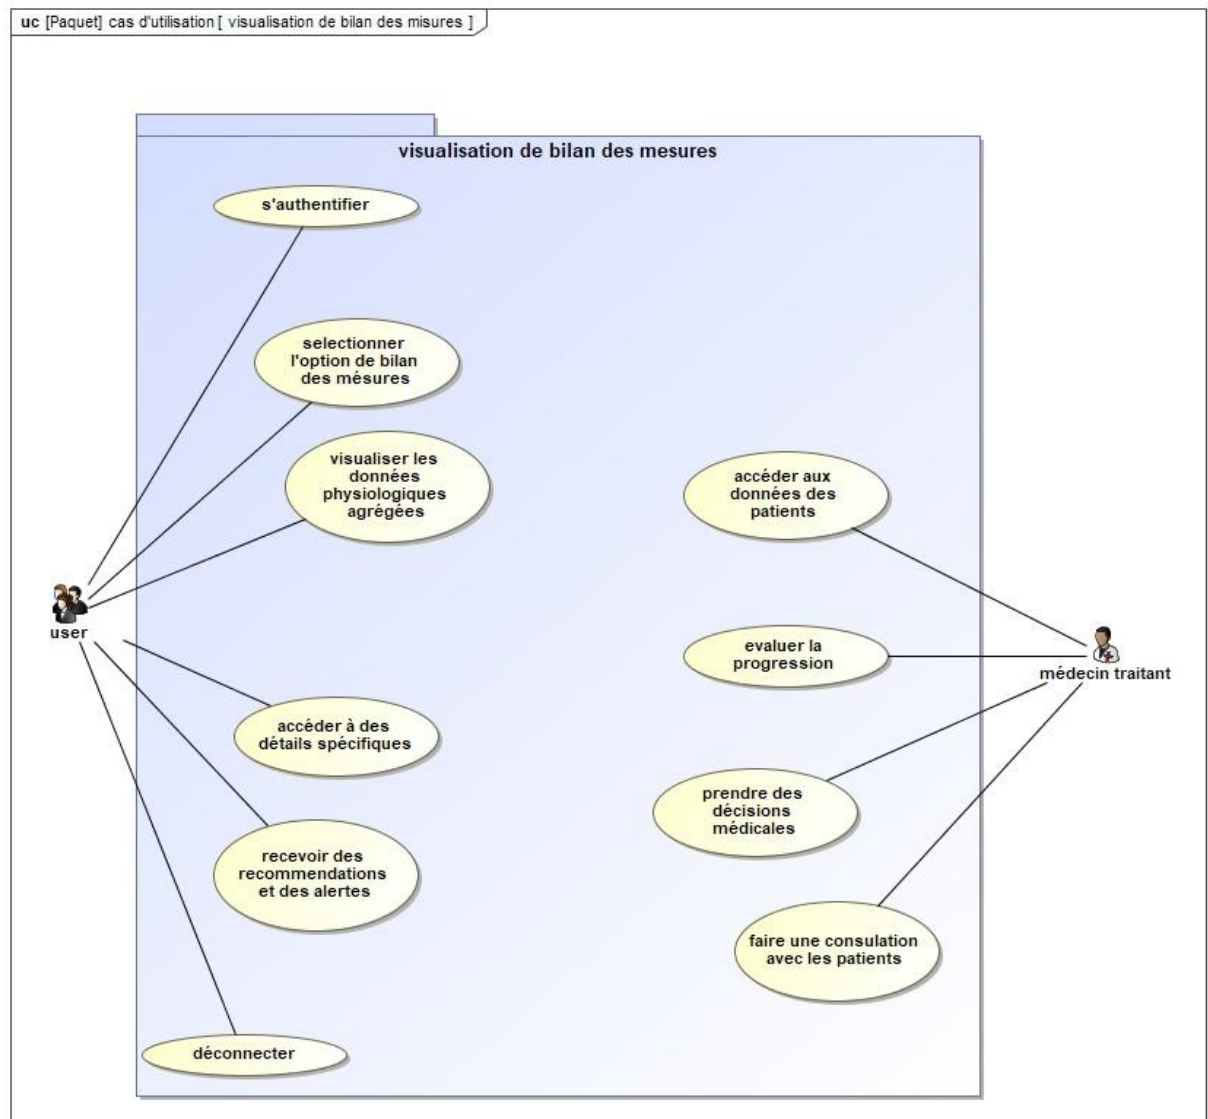 uc [Paquet] cas d'utilisation [ visualisation de bilan des misures ]
visualisation de bilan des mesures
s'authentifier
selectionner
l'option de bilan
des mésures
visualiser les
données
physiologiques
agrégées
accéder aux
données des
patients
user
evaluer la
progression
médecin traitant
accéder à des
détails spécifiques
prendre des
décisions
médicales
recevoir des
recommendations
et des alertes
faire une consulation
avec les patients
déconnecter